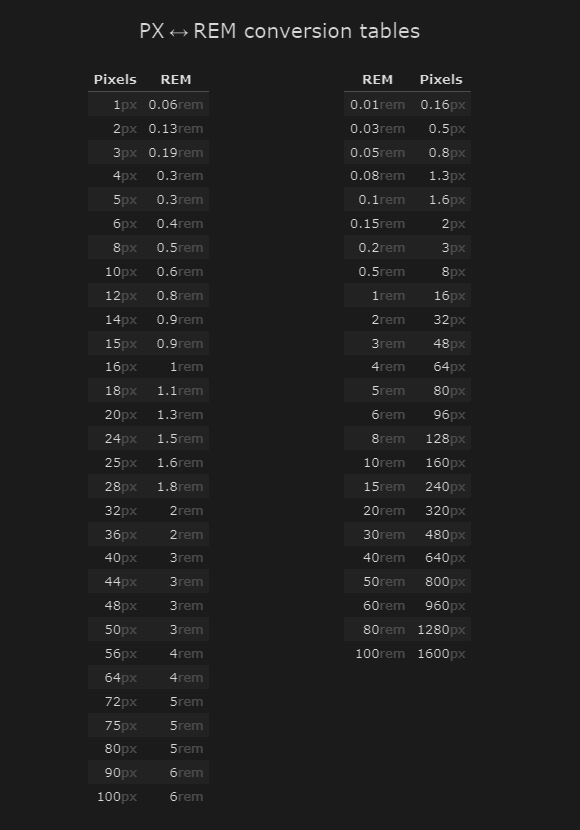 PX ↔ REM conversion tables
Pixels REM
1px 0.06rem
2px 0.13rem
3px 0.19rem
4px 0.3rem
5px 0.3rem
6px 0.4rem
8px 0.5rem
10px 0.6rem
12px 0.8rem
14px 0.9rem
15px 0.9rem
16px 1rem
18px 1.1rem
20px 1.3rem
24px 1.5rem
25px 1.6rem
28px 1.8rem
32px 2rem
36px 2rem
40px 3rem
44px 3rem
48px 3rem
50px 3rem
56px 4rem
64px 4rem
72px 5rem
75px 5rem
80px 5rem
90px 6rem
100px 6rem
REM Pixels
0.01rem 0.16px
0.03rem 0.5px
0.05rem 0.8px
0.08rem 1.3px
0.1rem 1.6px
0.15rem 2px
0.2rem 3px
0.5rem 8px
1rem 16px
2rem 32px
3rem 48px
4rem 64px
5rem 80px
6rem 96px
8rem 128px
10rem 160px
15rem 240px
20rem 320px
30rem 480px
40rem 640px
50rem 800px
60rem 960px
80rem 1280px
100rem 1600px